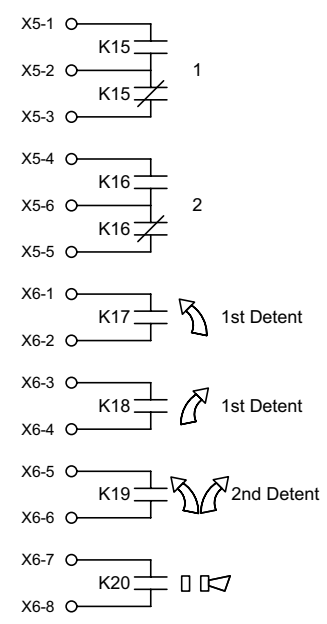 X5-1
K15
X5-2
1
K15
X5-3
X5-4
K16
X5-6
2
K16
X5-5
X6-1
K17
1st Detent
X6-2
X6-3
K18
1st Detent
X6-4
X6-5
K19
2nd Detent
X6-6
X6-7
K20
X6-8